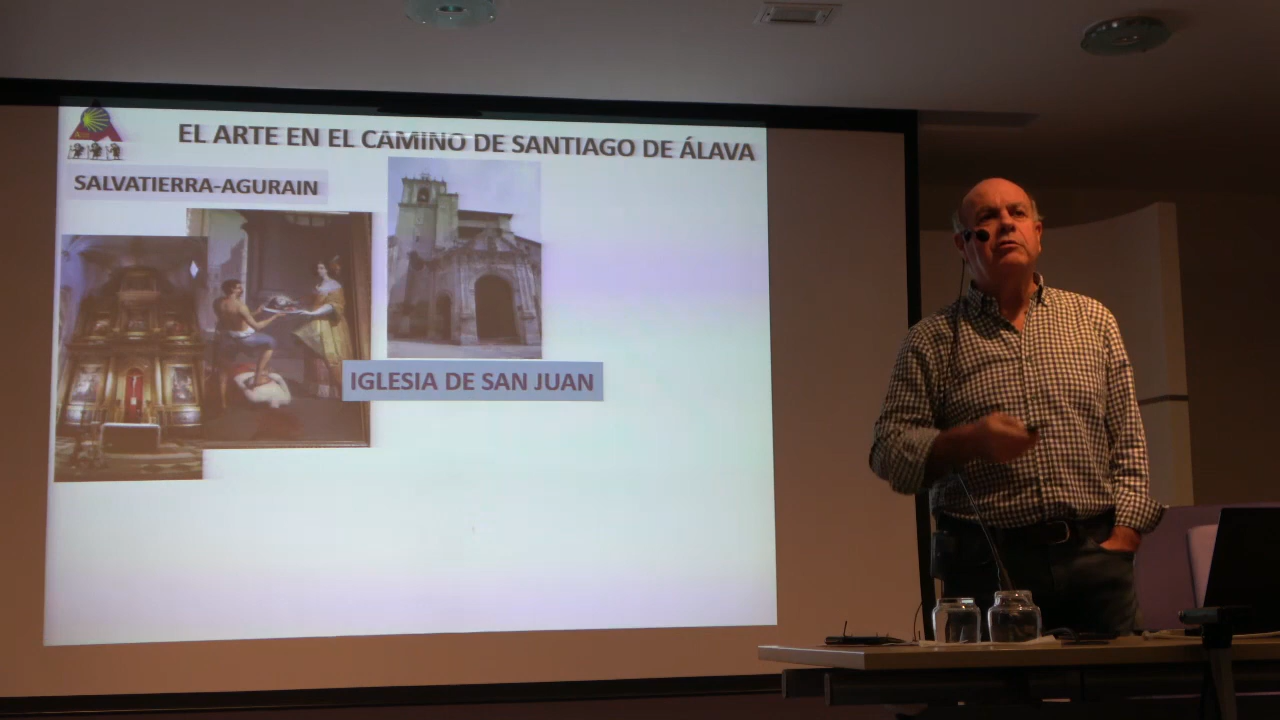 EL ARTE EN EL CAMINO DE SANTIAGO DE ÁLAVA
SALVATIERRA-AGURAIN
IGLESIA DE SAN JUAN